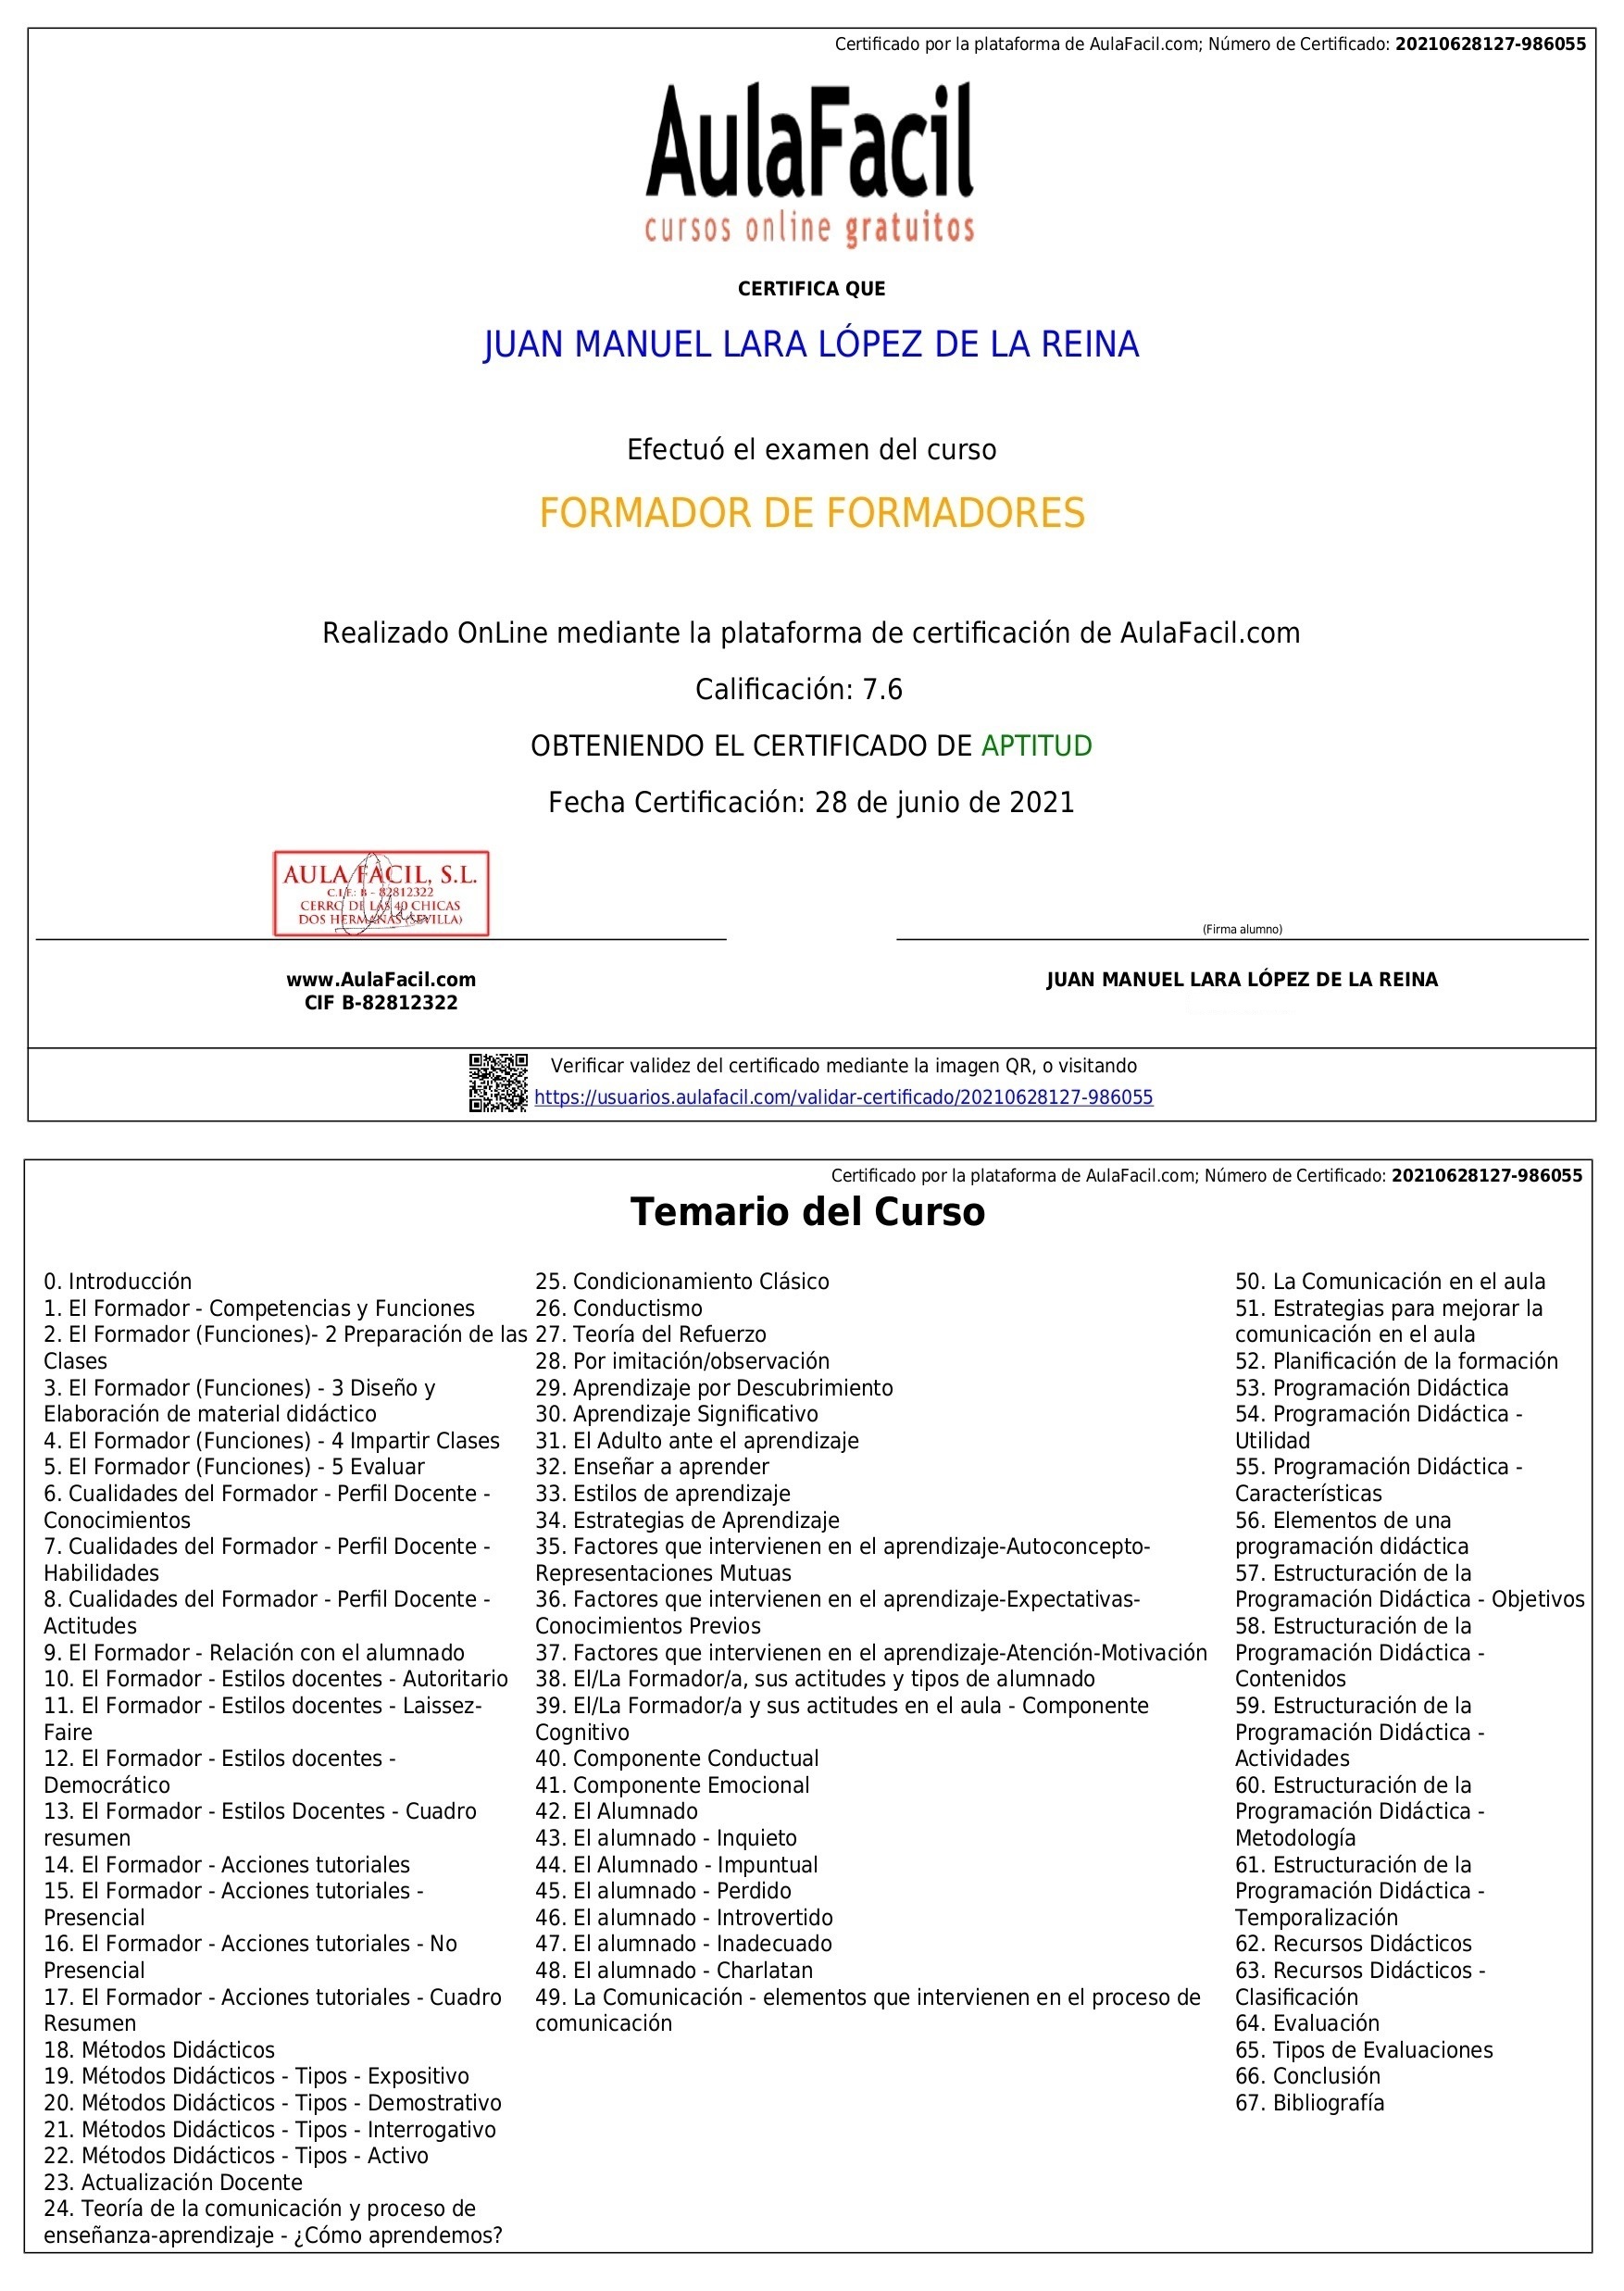 Certificado por la plataforma de AulaFacil.com; Número de Certificado: 20210628127-986055
AulaFacil
cursos online gratuitos
CERTIFICA QUE
JUAN MANUEL LARA LÓPEZ DE LA REINA
Efectuó el examen del curso
FORMADOR DE FORMADORES
Realizado OnLine mediante la plataforma de certificación de AulaFacil.com
Calificación: 7.6
OBTENIENDO EL CERTIFICADO DE APTITUD
Fecha Certificación: 28 de junio de 2021
AULA FACIL, S.L.
C.I.F.: B - 82812322
CERRO DE LAS 40 CHICAS
DOS HERMANAS (SEVILLA)
(Firma alumno)
www.AulaFacil.com
CIF B-82812322
JUAN MANUEL LARA LÓPEZ DE LA REINA
Verificar validez del certificado mediante la imagen QR, o visitando
https://usuarios.aulafacil.com/validar-certificado/20210628127-986055
Certificado por la plataforma de AulaFacil.com; Número de Certificado: 20210628127-986055
Temario del Curso
0. Introducción
1. El Formador - Competencias y Funciones
2. El Formador (Funciones)- 2 Preparación de las
Clases
3. El Formador (Funciones) - 3 Diseño y
Elaboración de material didáctico
4. El Formador (Funciones) - 4 Impartir Clases
5. El Formador (Funciones) - 5 Evaluar
6. Cualidades del Formador - Perfil Docente -
Conocimientos
7. Cualidades del Formador - Perfil Docente -
Habilidades
8. Cualidades del Formador - Perfil Docente -
Actitudes
9. El Formador - Relación con el alumnado
10. El Formador - Estilos docentes - Autoritario
11. El Formador - Estilos docentes - Laissez-
Faire
12. El Formador - Estilos docentes -
Democrático
13. El Formador - Estilos Docentes - Cuadro
resumen
14. El Formador - Acciones tutoriales
15. El Formador - Acciones tutoriales -
Presencial
16. El Formador - Acciones tutoriales - No
Presencial
17. El Formador - Acciones tutoriales - Cuadro
Resumen
18. Métodos Didácticos
19. Métodos Didácticos - Tipos - Expositivo
20. Métodos Didácticos - Tipos - Demostrativo
21. Métodos Didácticos - Tipos - Interrogativo
22. Métodos Didácticos - Tipos - Activo
23. Actualización Docente
24. Teoría de la comunicación y proceso de
enseñanza-aprendizaje - ¿Cómo aprendemos?
25. Condicionamiento Clásico
26. Conductismo
27. Teoría del Refuerzo
28. Por imitación/observación
29. Aprendizaje por Descubrimiento
30. Aprendizaje Significativo
31. El Adulto ante el aprendizaje
32. Enseñar a aprender
33. Estilos de aprendizaje
34. Estrategias de Aprendizaje
35. Factores que intervienen en el aprendizaje-Autoconcepto-
Representaciones Mutuas
36. Factores que intervienen en el aprendizaje-Expectativas-
Conocimientos Previos
37. Factores que intervienen en el aprendizaje-Atención-Motivación
38. El/La Formador/a, sus actitudes y tipos de alumnado
39. El/La Formador/a y sus actitudes en el aula - Componente
Cognitivo
40. Componente Conductual
41. Componente Emocional
42. El Alumnado
43. El alumnado - Inquieto
44. El Alumnado - Impuntual
45. El alumnado - Perdido
46. El alumnado - Introvertido
47. El alumnado - Inadecuado
48. El alumnado - Charlatan
49. La Comunicación - elementos que intervienen en el proceso de
comunicación
50. La Comunicación en el aula
51. Estrategias para mejorar la
comunicación en el aula
52. Planificación de la formación
53. Programación Didáctica
54. Programación Didáctica -
Utilidad
55. Programación Didáctica -
Características
56. Elementos de una
programación didáctica
57. Estructuración de la
Programación Didáctica - Objetivos
58. Estructuración de la
Programación Didáctica -
Contenidos
59. Estructuración de la
Programación Didáctica -
Actividades
60. Estructuración de la
Programación Didáctica -
Metodología
61. Estructuración de la
Programación Didáctica -
Temporalización
62. Recursos Didácticos
63. Recursos Didácticos -
Clasificación
64. Evaluación
65. Tipos de Evaluaciones
66. Conclusión
67. Bibliografía